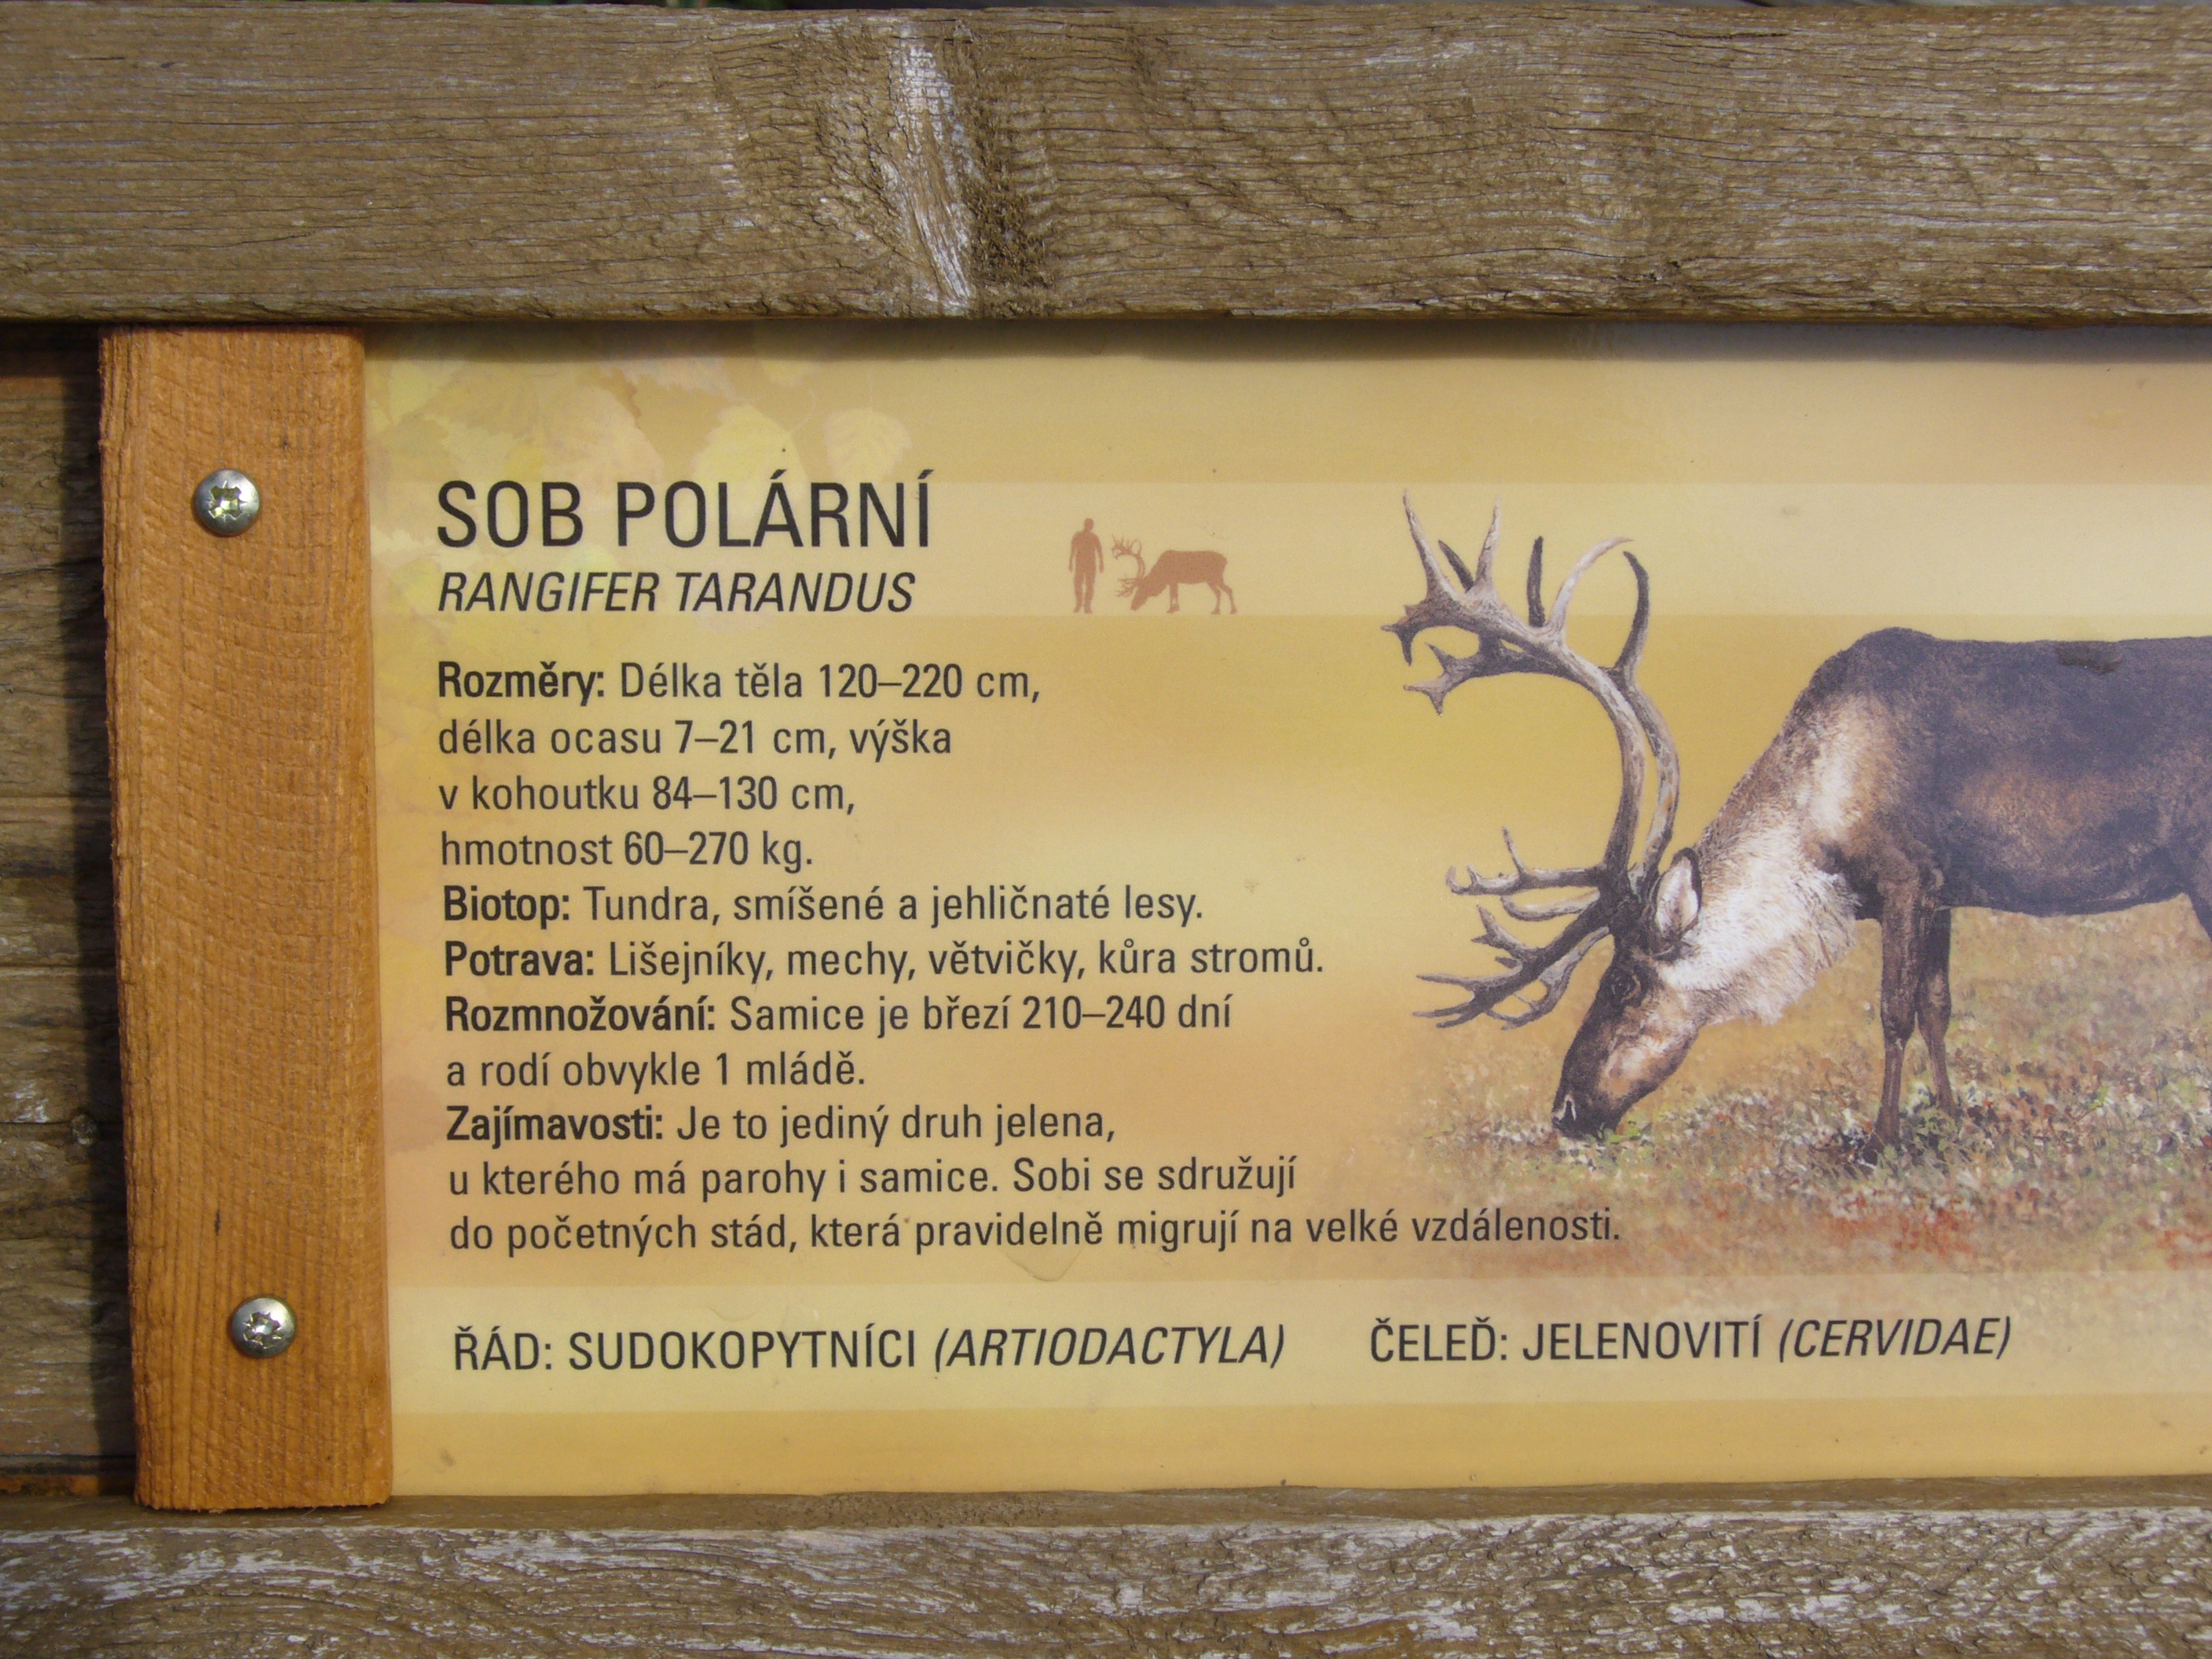 SOB POLÁRNÍ
RANGIFER TARANDUS
Rozměry: Délka těla 120–220 cm,
délka ocasu 7–21 cm, výška
v kohoutku 84–130 cm,
hmotnost 60–270 kg.
Biotop: Tundra, smíšené a jehličnaté lesy.
Potrava: Lišejníky, mechy, větvičky, kůra stromů.
Rozmnožování: Samice je březí 210–240 dní
a rodí obvykle 1 mládě.
Zajímavosti: Je to jediný druh jelena,
u kterého má parohy i samice. Sobi se sdružují
do početných stád, která pravidelně migrují na velké vzdálenosti.
ŘÁD: SUDOKOPYTNÍCI (ARTIODACTYLA) ČELEĎ: JELENOVITÍ (CERVIDAE)